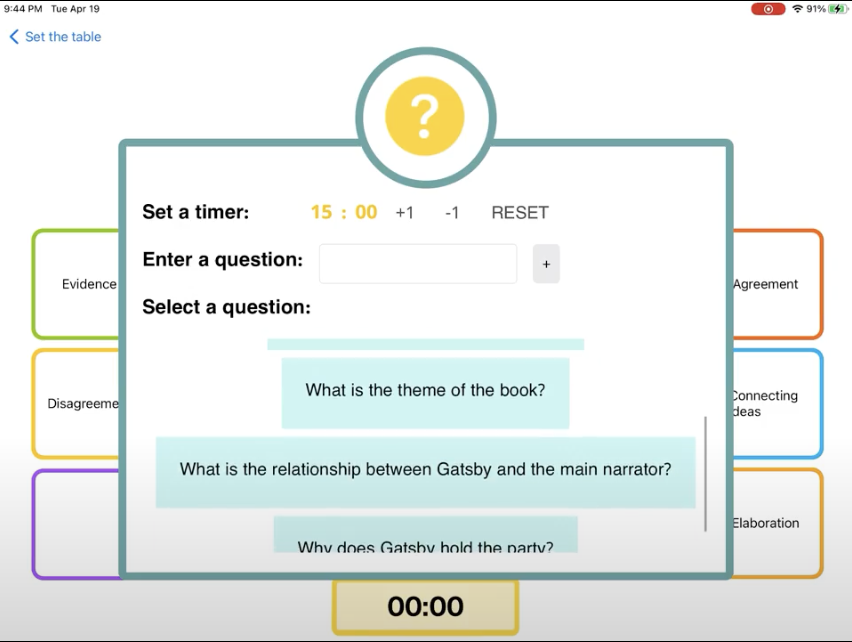 9:44 PM Tue Apr 19
91%
Set the table
?
Set a timer: 15 : 00 +1 -1 RESET
Enter a question: +
Select a question:
What is the theme of the book?
What is the relationship between Gatsby and the main narrator?
Why does Gatsby hold the party?
Evidence
Disagreeme
Agreement
Connecting
deas
Elaboration
00:00